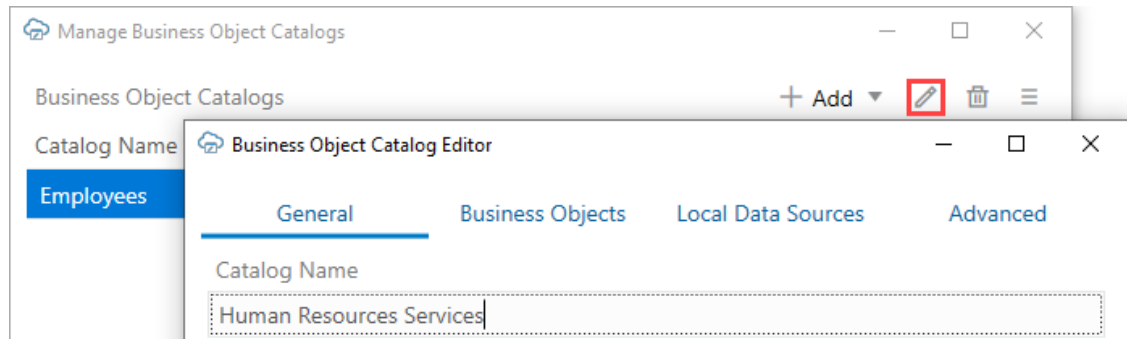 Manage Business Object Catalogs
Business Object Catalogs
Add
Catalog Name
Business Object Catalog Editor
Employees
General
Business Objects
Local Data Sources
Advanced
Catalog Name
Human Resources Services